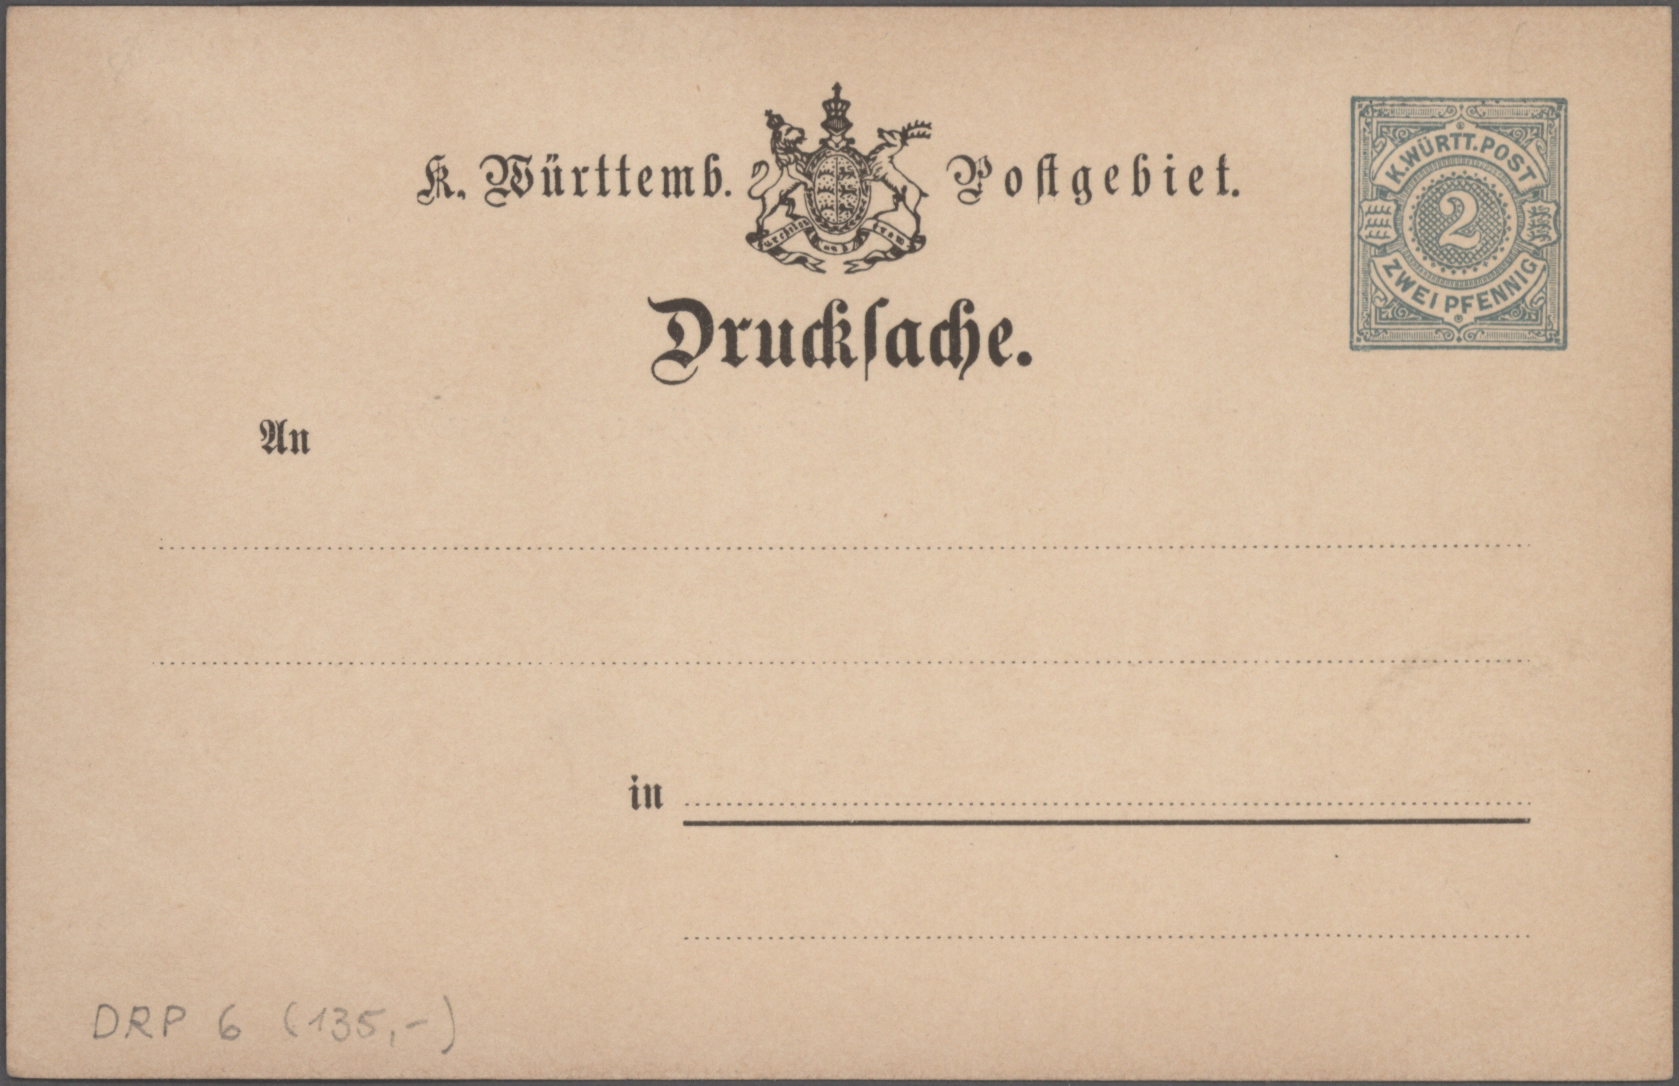 K. Württemb. Postgebiet.
K. WÜRTT. POST
2
ZWEI PFENNIG
Drucksache.
An
in
DRP 6 (135,-)